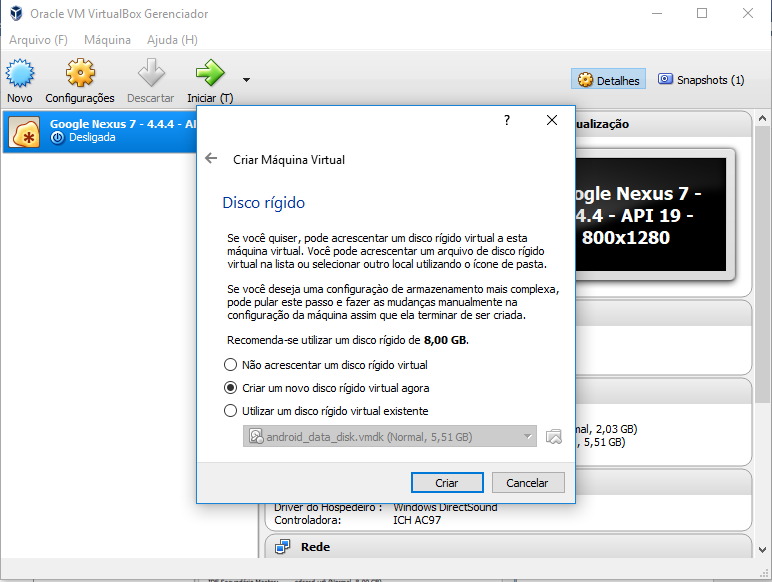 Oracle VM VirtualBox Gerenciador
Arquivo (F) Máquina Ajuda (H)
Novo Configurações Descartar Iniciar (T)
Detalhes Snapshots (1)
Google Nexus 7 - 4.4.4 - AI
Desligada
ualização
ogle Nexus 7 -
4.4 - API 19 -
800x1280
?
Criar Máquina Virtual
Disco rígido
Se você quiser, pode acrescentar um disco rígido virtual a esta
máquina virtual. Você pode acrescentar um arquivo de disco rígido
virtual na lista ou selecionar outro local utilizando o ícone de pasta.
Se você deseja uma configuração de armazenamento mais complexa,
pode pular este passo e fazer as mudanças manualmente na
configuração da máquina assim que ela terminar de ser criada.
Recomenda-se utilizar um disco rígido de 8,00 GB.
Não acrescentar um disco rígido virtual
Criar um novo disco rígido virtual agora
Utilizar um disco rígido virtual existente
android_data_disk.vmdk (Normal, 5,51 GB)
Criar Cancelar
mal, 2,03 GB)
, 5,51 GB)
Driver do Hospedeiro : Windows DirectSound
Controladora: ICH AC97
Rede